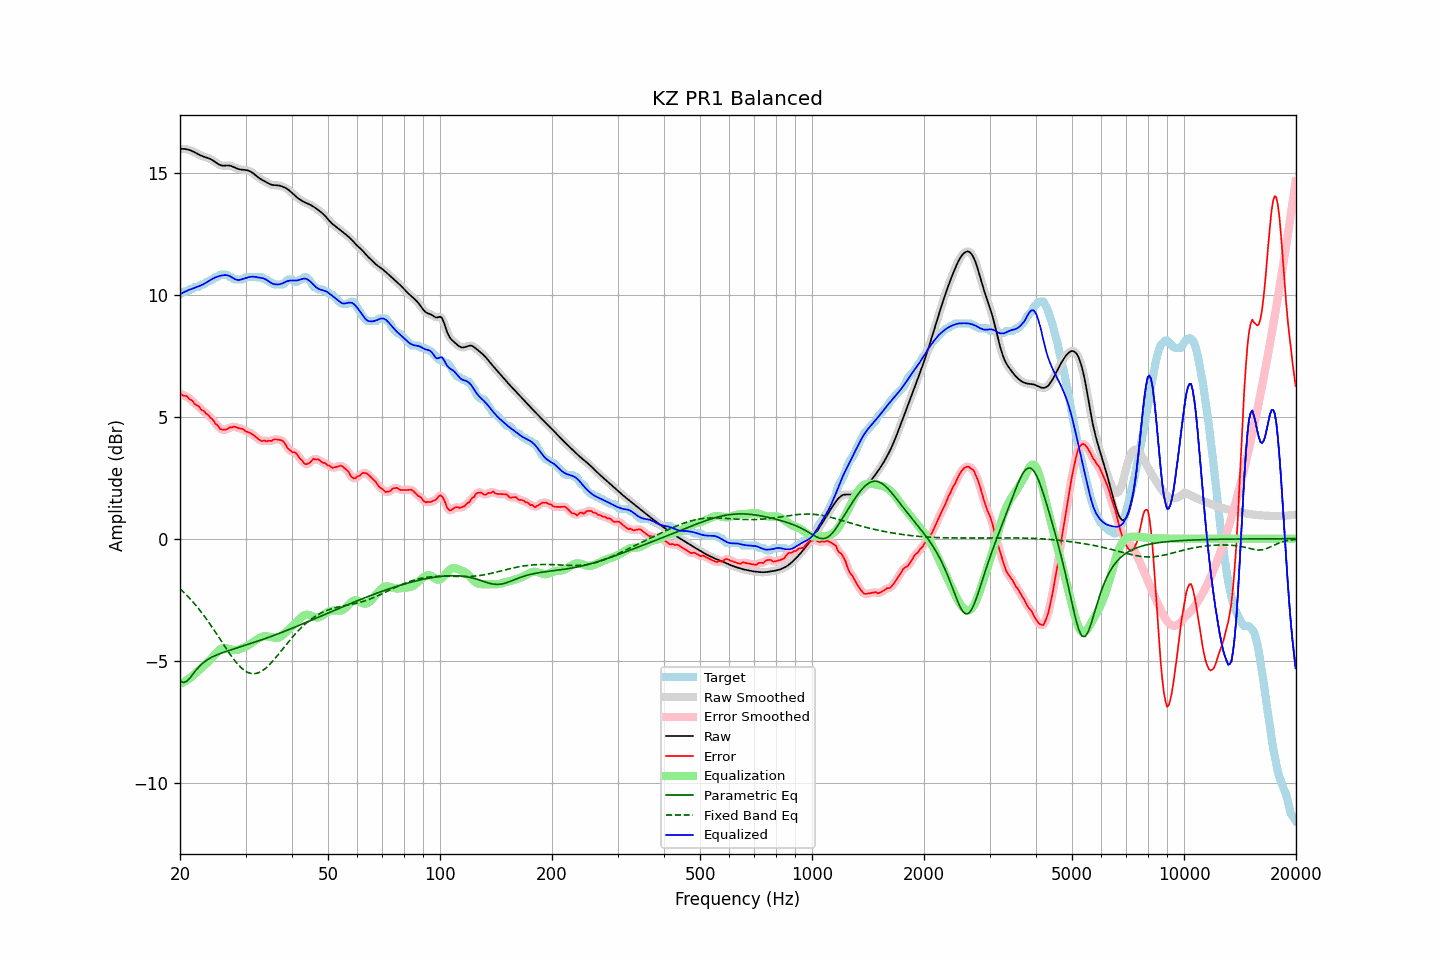 KZ PR1 Balanced
Amplitude (dBr)
15
10
5
0
−5
−10
Target
Raw Smoothed
Error Smoothed
Raw
Error
Equalization
Parametric Eq
Fixed Band Eq
Equalized
20 50 100 200 500 1000 2000 5000 10000 20000
Frequency (Hz)